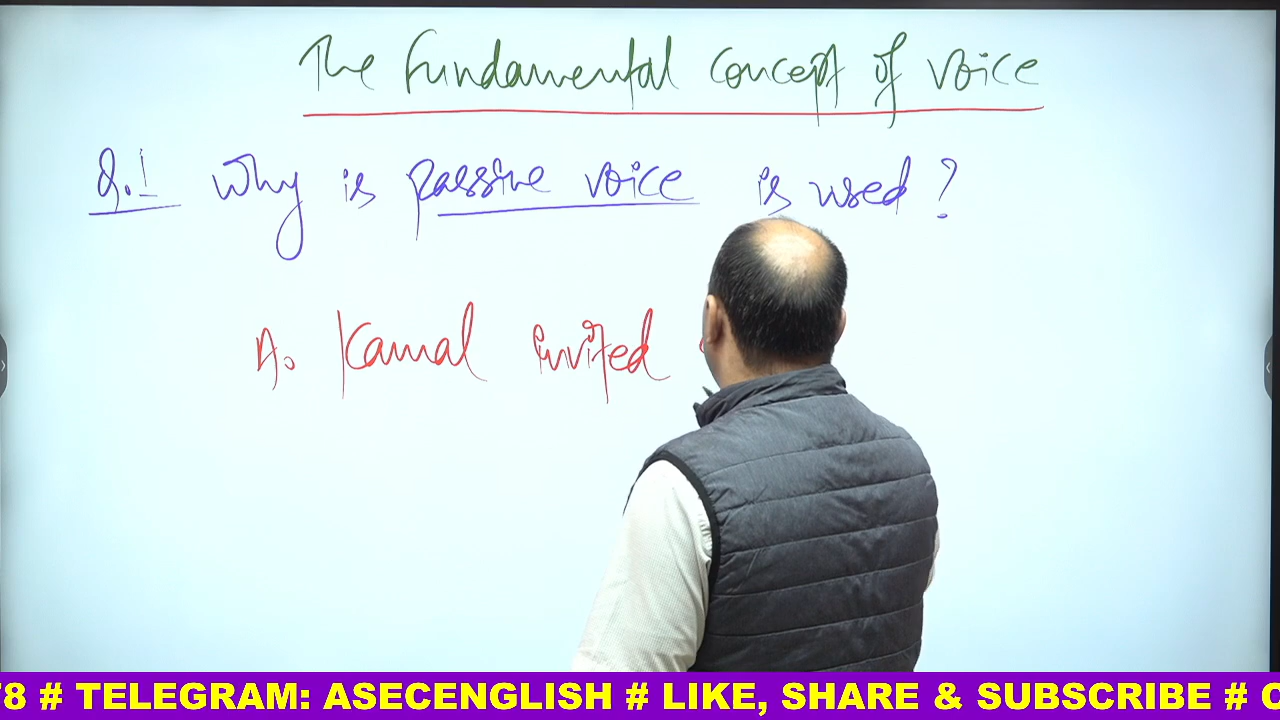 The Fundamental Concept of Voice
Q.1 Why is passive voice is used?
A. Kamal invited
78 # TELEGRAM: ASECENGLISH # LIKE, SHARE & SUBSCRIBE # C